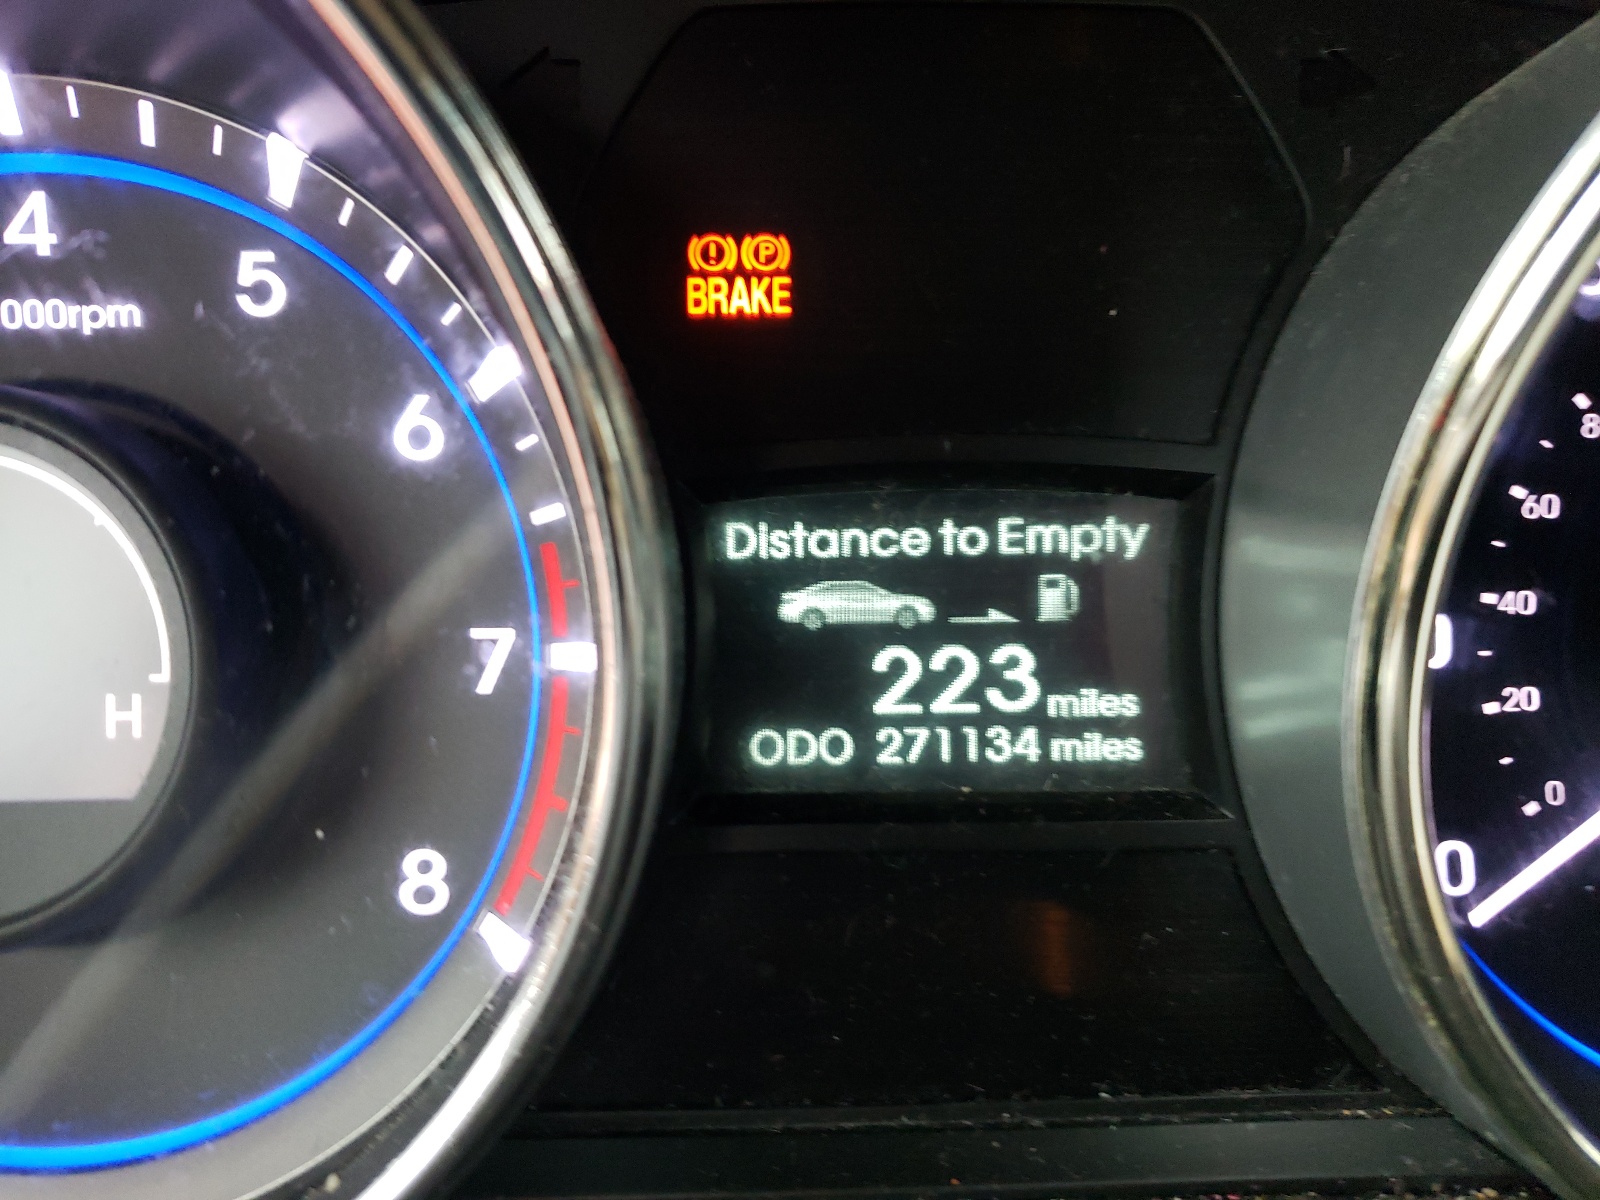 4
5
000rpm
6
7
8
H
! P
BRAKE
Distance to Empty
223 miles
ODO 271134 miles
8
60
40
20
0
0